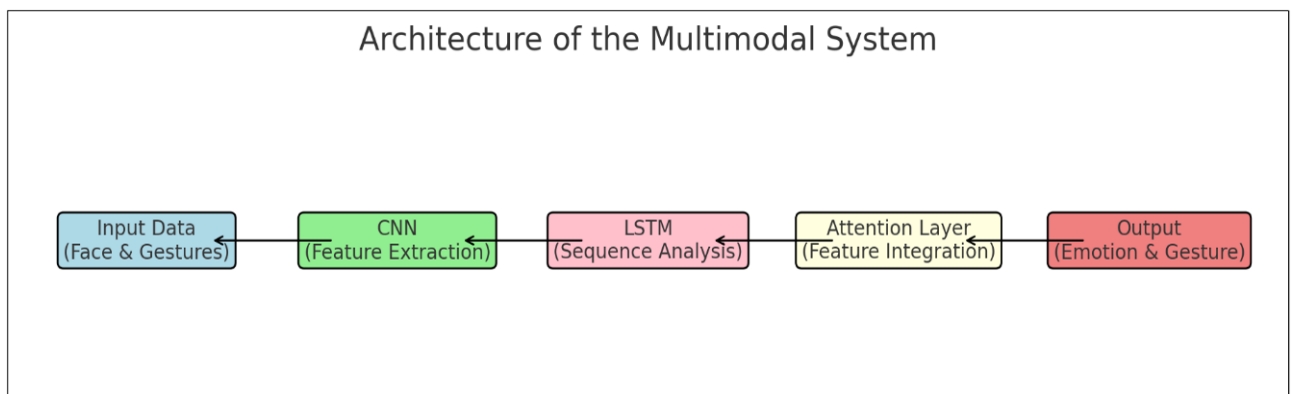 Architecture of the Multimodal System
Input Data
(Face & Gestures)
CNN
(Feature Extraction)
LSTM
(Sequence Analysis)
Attention Layer
(Feature Integration)
Output
(Emotion & Gesture)